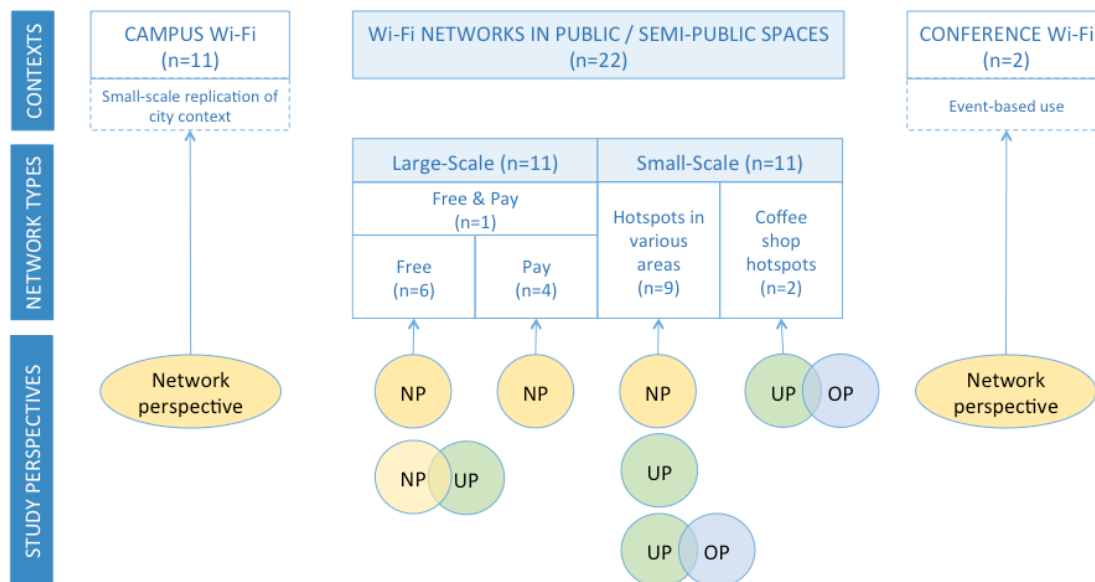 CONTEXTS
CAMPUS Wi-Fi
(n=11)
Small-scale replication of
city context
Wi-Fi NETWORKS IN PUBLIC / SEMI-PUBLIC SPACES
(n=22)
CONFERENCE Wi-Fi
(n=2)
Event-based use
NETWORK TYPES
Large-Scale (n=11)
Small-Scale (n=11)
Free & Pay
(n=1)
Free
(n=6)
Pay
(n=4)
Hotspots in
various
areas
(n=9)
Coffee
shop
hotspots
(n=2)
STUDY PERSPECTIVES
Network
perspective
NP
NP
NP
UP
OP
Network
perspective
NP
UP
UP
UP
OP